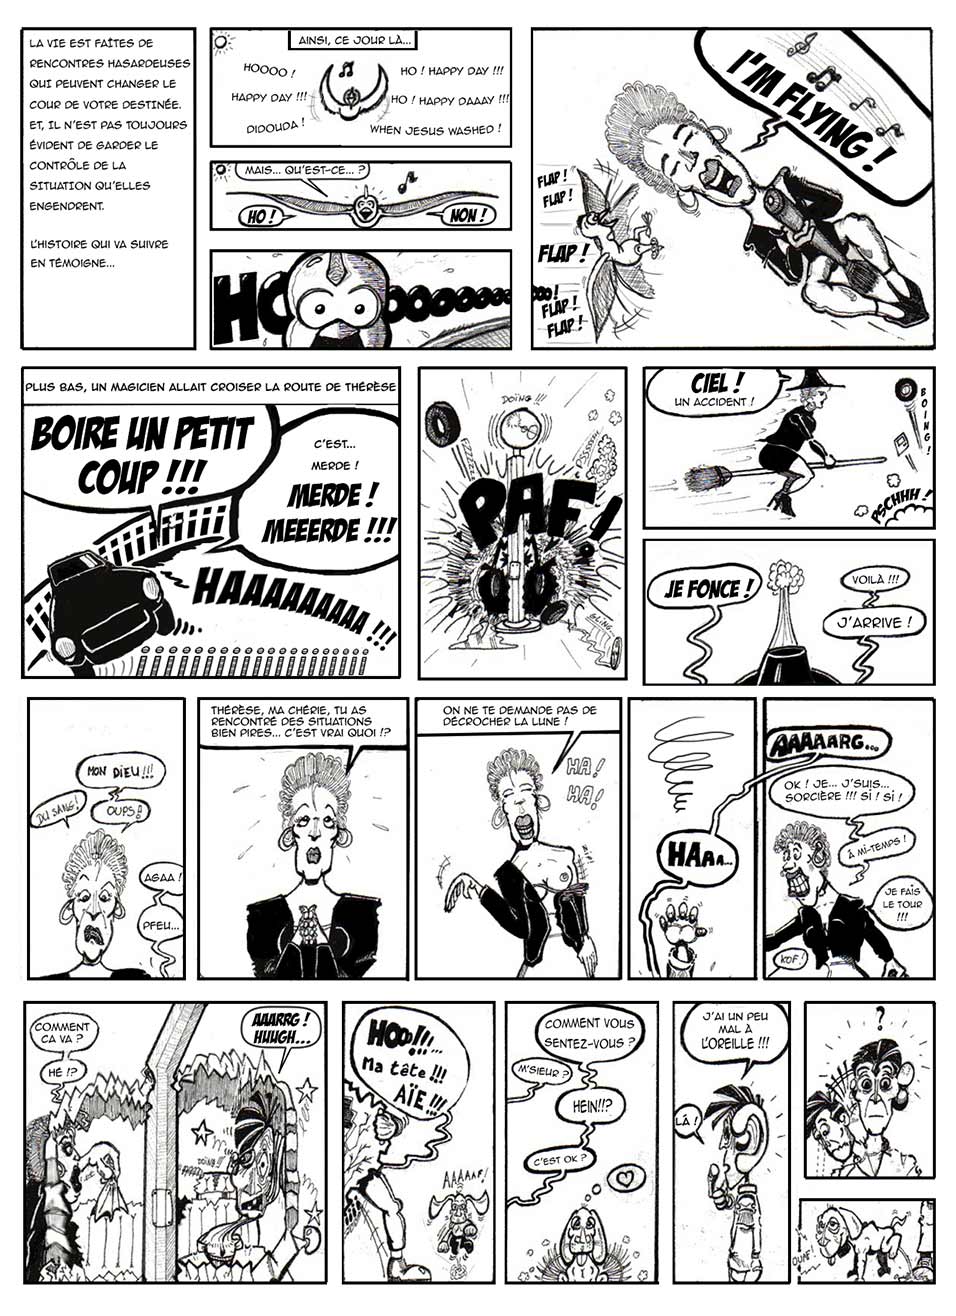 LA VIE EST FAÎTES DE
RENCONTRES HASARDEUSES
QUI PEUVENT CHANGER LE
COUR DE VOTRE DESTINÉE.
ET, IL N'EST PAS TOUJOURS
ÉVIDENT DE GARDER LE
CONTRÔLE DE LA
SITUATION QU'ELLES
ENGENDRENT.
L'HISTOIRE QUI VA SUIVRE
EN TÉMOIGNE...
AINSI, CE JOUR LÀ...
HOOOO !
HO ! HAPPY DAY !!!
HAPPY DAY !!!
HO ! HAPPY DAAAY !!!
DIDOUDA !
WHEN JESUS WASHED !
MAIS... QU'EST-CE... ?
HO !
NON !
HOOOOOOOOOOOOO!
I'M FLYING !
FLAP !
FLAP !
FLAP !
FLAP !
FLAP !
PLUS BAS, UN MAGICIEN ALLAIT CROISER LA ROUTE DE THÉRÈSE
BOIRE UN PETIT
COUP !!!
C'EST...
MERDE !
MERDE !
MEEERDE !!!
HAAAAAAAAA !!!
DOÏNG !!!
PAF!
GLING
CIEL !
UN ACCIDENT !
BOING !
PSCHHH !
JE FONCE !
VOILÀ !!!
J'ARRIVE !
MON DIEU!!!
DU SANG!
OUPS!
AGAA !
PFEU...
THÉRÈSE, MA CHÉRIE, TU AS
RENCONTRÉ DES SITUATIONS
BIEN PIRES... C'EST VRAI QUOI !?
ON NE TE DEMANDE PAS DE
DÉCROCHER LA LUNE !
HA!
HA!
HAAA...
AAAAARG...
OK ! JE... J'SUIS...
SORCIÈRE !!! SI ! SI !
À MI-TEMPS !
JE FAIS
LE TOUR
!!!
KOF !
COMMENT
CA VA ?
HÉ !?
AAARRG !
HUUGH...
DOÏNG !!
HOO!!!
Ma tête !!!
AÏE !!!
AAAAAF!
COMMENT VOUS
SENTEZ-VOUS ?
M'SIEUR ?
HEIN!!?
C'EST OK ?
J'AI UN PEU
MAL À
L'OREILLE !!!
LÀ !
?
OUAF!